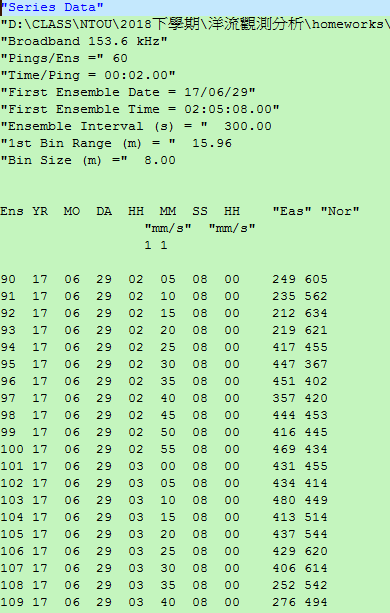 "Series Data"
"D:\CLASS\NTOU\2018下學期\洋流觀測分析\homeworks\
"Broadband 153.6 kHz"
"Pings/Ens =" 60
"Time/Ping = 00:02.00"
"First Ensemble Date = 17/06/29"
"First Ensemble Time = 02:05:08.00"
"Ensemble Interval (s) = " 300.00
"1st Bin Range (m) = " 15.96
"Bin Size (m) =" 8.00
Ens YR MO DA HH MM SS HH "Eas" "Nor"
"mm/s" "mm/s"
1 1
90 17 06 29 02 05 08 00 249 605
91 17 06 29 02 10 08 00 235 562
92 17 06 29 02 15 08 00 212 634
93 17 06 29 02 20 08 00 219 621
94 17 06 29 02 25 08 00 417 455
95 17 06 29 02 30 08 00 447 367
96 17 06 29 02 35 08 00 451 402
97 17 06 29 02 40 08 00 357 420
98 17 06 29 02 45 08 00 444 453
99 17 06 29 02 50 08 00 416 445
100 17 06 29 02 55 08 00 469 434
101 17 06 29 03 00 08 00 431 455
102 17 06 29 03 05 08 00 434 414
103 17 06 29 03 10 08 00 480 449
104 17 06 29 03 15 08 00 413 514
105 17 06 29 03 20 08 00 437 544
106 17 06 29 03 25 08 00 429 620
107 17 06 29 03 30 08 00 406 614
108 17 06 29 03 35 08 00 252 542
109 17 06 29 03 40 08 00 276 494